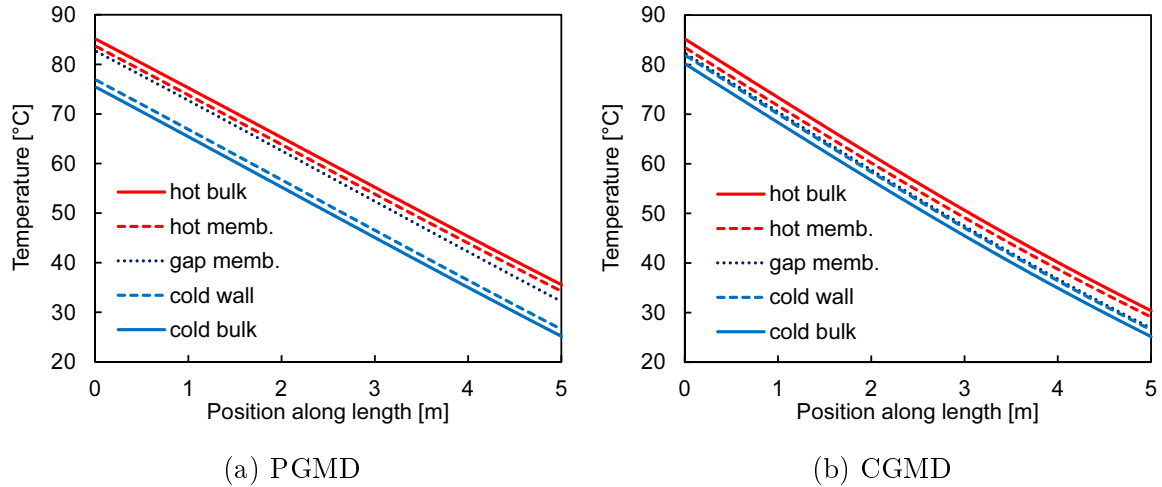 90
80
70
60
50
40
30
20
Temperature [°C]
hot bulk
hot memb.
gap memb.
cold wall
cold bulk
0 1 2 3 4 5
Position along length [m]
(a) PGMD
90
80
70
60
50
40
30
20
Temperature [°C]
hot bulk
hot memb.
gap memb.
cold wall
cold bulk
0 1 2 3 4 5
Position along length [m]
(b) CGMD